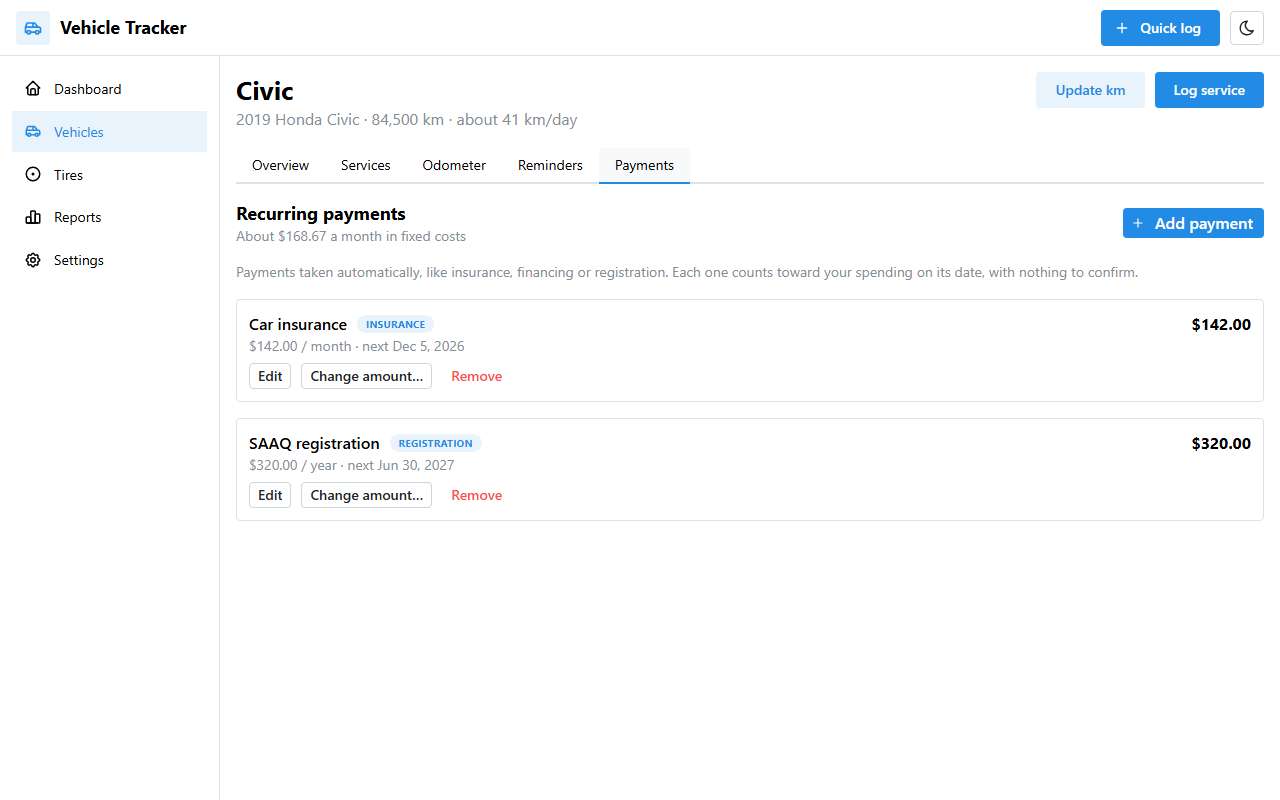 Vehicle Tracker
Quick log
Dashboard
Vehicles
Tires
Reports
Settings
Civic
2019 Honda Civic · 84,500 km · about 41 km/day
Update km
Log service
Overview
Services
Odometer
Reminders
Payments
Recurring payments
About $168.67 a month in fixed costs
Add payment
Payments taken automatically, like insurance, financing or registration. Each one counts toward your spending on its date, with nothing to confirm.
Car insurance INSURANCE $142.00
$142.00 / month · next Dec 5, 2026
Edit Change amount... Remove
SAAQ registration REGISTRATION $320.00
$320.00 / year · next Jun 30, 2027
Edit Change amount... Remove